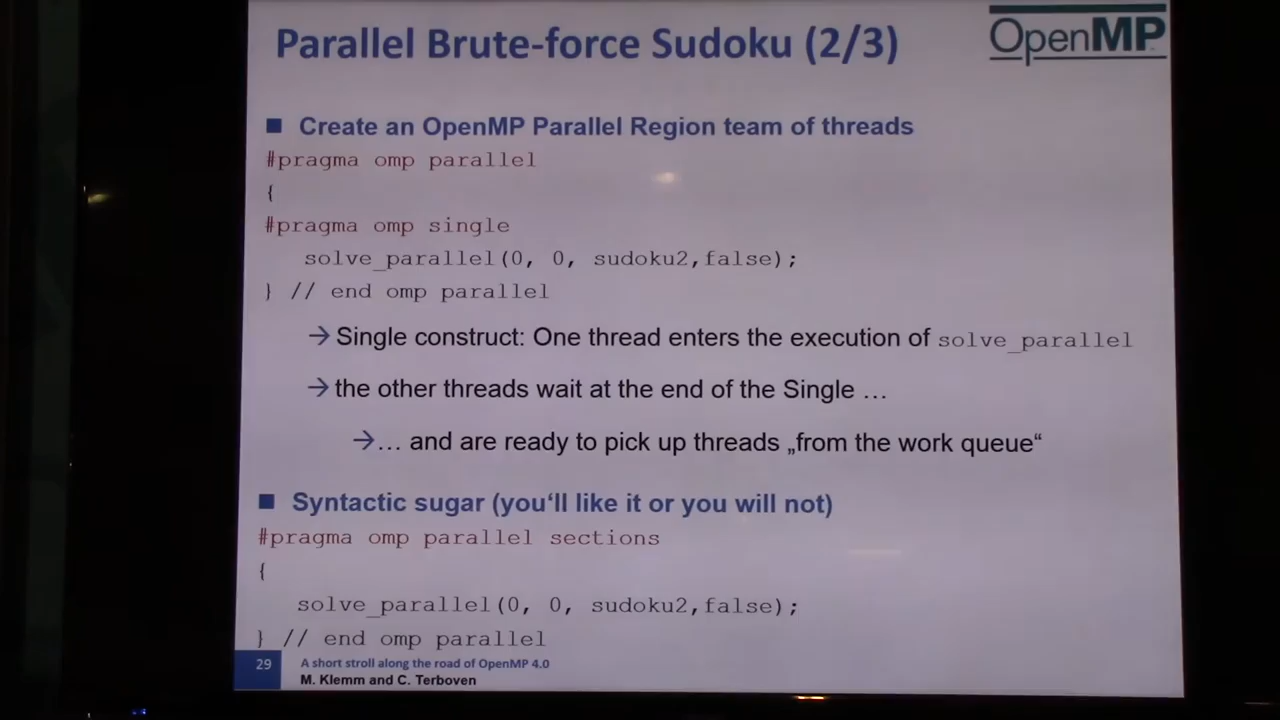 Parallel Brute-force Sudoku (2/3)
OpenMP
Create an OpenMP Parallel Region team of threads
#pragma omp parallel
{
#pragma omp single
solve_parallel(0, 0, sudoku2,false);
} // end omp parallel
→ Single construct: One thread enters the execution of solve_parallel
→ the other threads wait at the end of the Single …
→ … and are ready to pick up threads „from the work queue“
Syntactic sugar (you‘ll like it or you will not)
#pragma omp parallel sections
{
solve_parallel(0, 0, sudoku2,false);
} // end omp parallel
29
A short stroll along the road of OpenMP 4.0
M. Klemm and C. Terboven